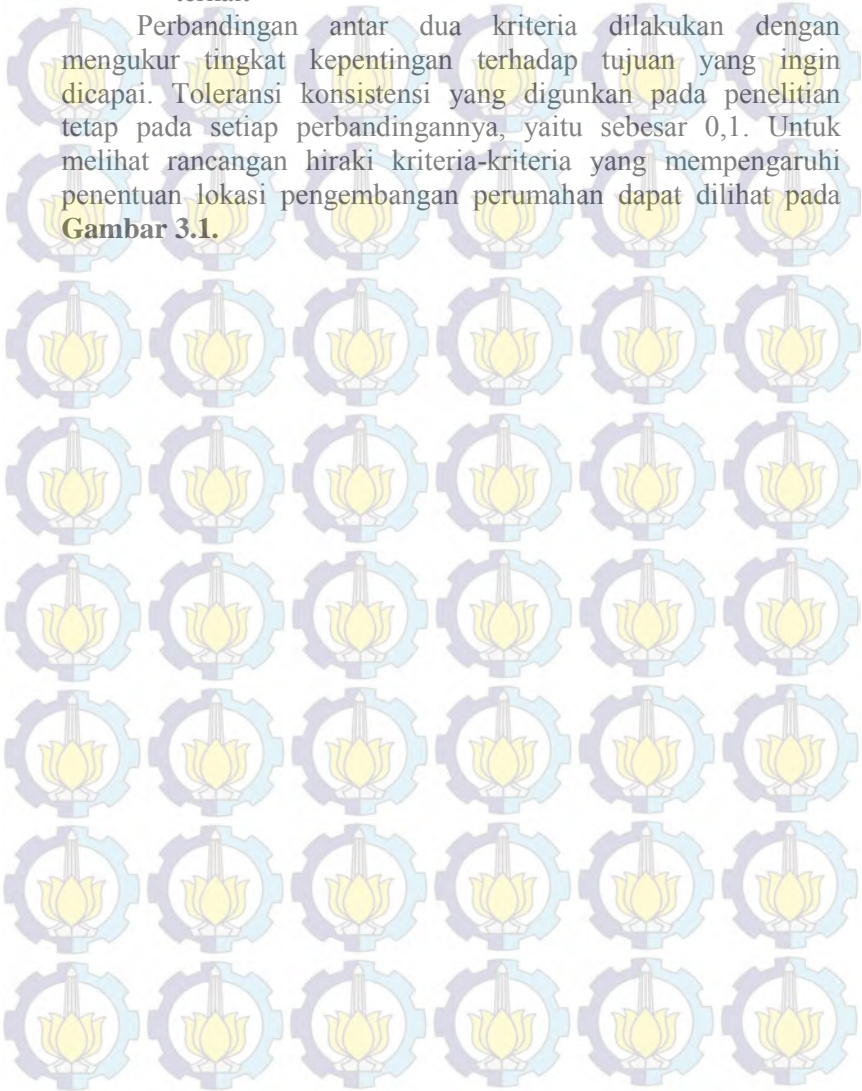 Perbandingan antar dua kriteria dilakukan dengan
mengukur tingkat kepentingan terhadap tujuan yang ingin
dicapai. Toleransi konsistensi yang digunkan pada penelitian
tetap pada setiap perbandingannya, yaitu sebesar 0,1. Untuk
melihat rancangan hiraki kriteria-kriteria yang mempengaruhi
penentuan lokasi pengembangan perumahan dapat dilihat pada
Gambar 3.1.